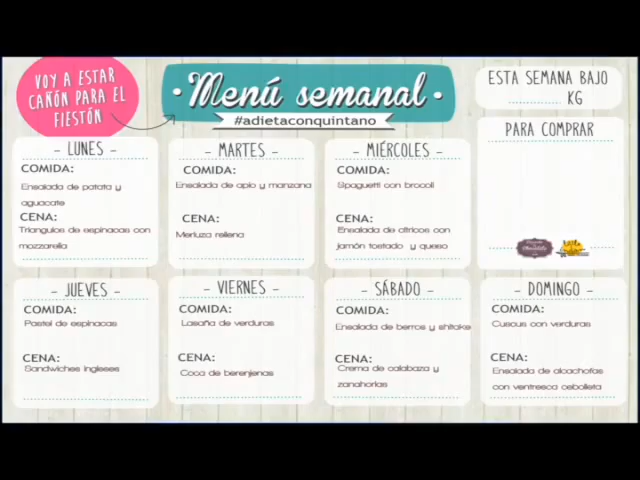 VOY A ESTAR
CAÑÓN PARA EL
FIESTÓN
Menú semanal
#adietaconquintano
ESTA SEMANA BAJO
KG
PARA COMPRAR
- LUNES -
COMIDA:
Ensalada de patata y
aguacate
CENA:
Triangulos de espinacas con
mozzarella
- MARTES -
COMIDA:
Ensalada de apio y manzana
CENA:
Merluza rellena
- MIÉRCOLES -
COMIDA:
Spaguetti con brocoli
CENA:
Ensalada de citricos con
jamón tostado y queso
- JUEVES -
COMIDA:
Pastel de espinacas
CENA:
Sandwiches ingleses
- VIERNES -
COMIDA:
Lasaña de verduras
CENA:
Coca de berenjenas
- SÁBADO -
COMIDA:
Ensalada de berros y shitake
CENA:
Crema de calabaza y
zanahorias
- DOMINGO -
COMIDA:
Cuscus con verduras
CENA:
Ensalada de alcachofas
con ventresca cebolleta